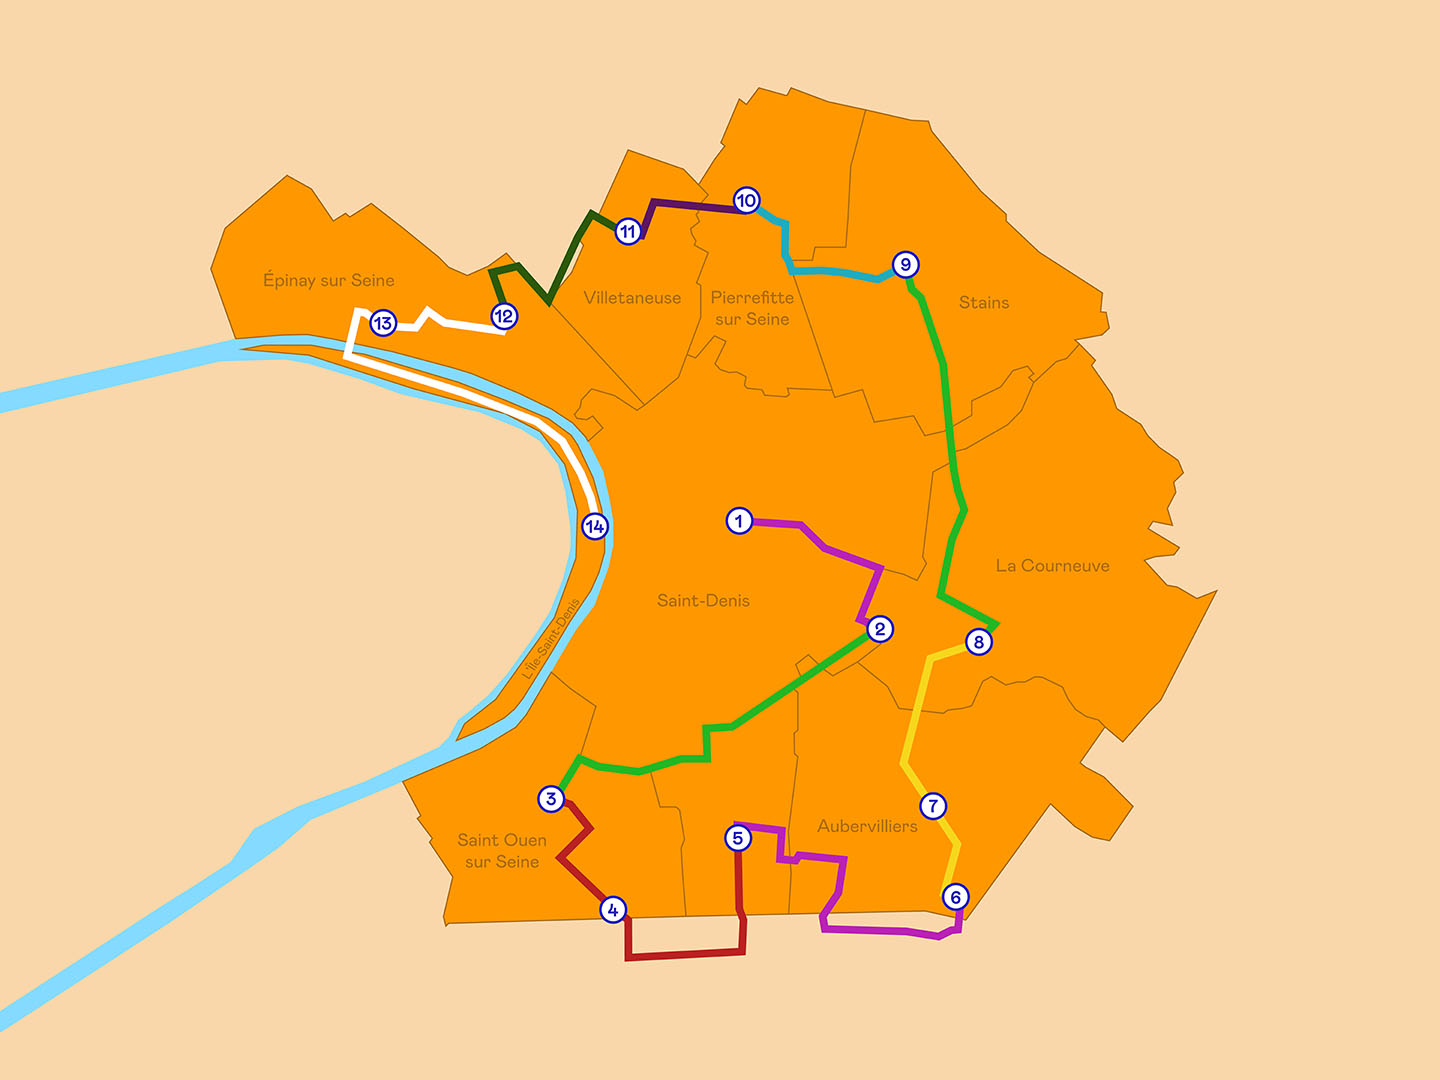 10
11
9
Épinay sur Seine
Villetaneuse
Pierrefitte
sur Seine
Stains
12
13
1
14
La Courneuve
Saint-Denis
L'Île-Saint-Denis
2
8
3
7
Aubervilliers
5
Saint Ouen
sur Seine
6
4